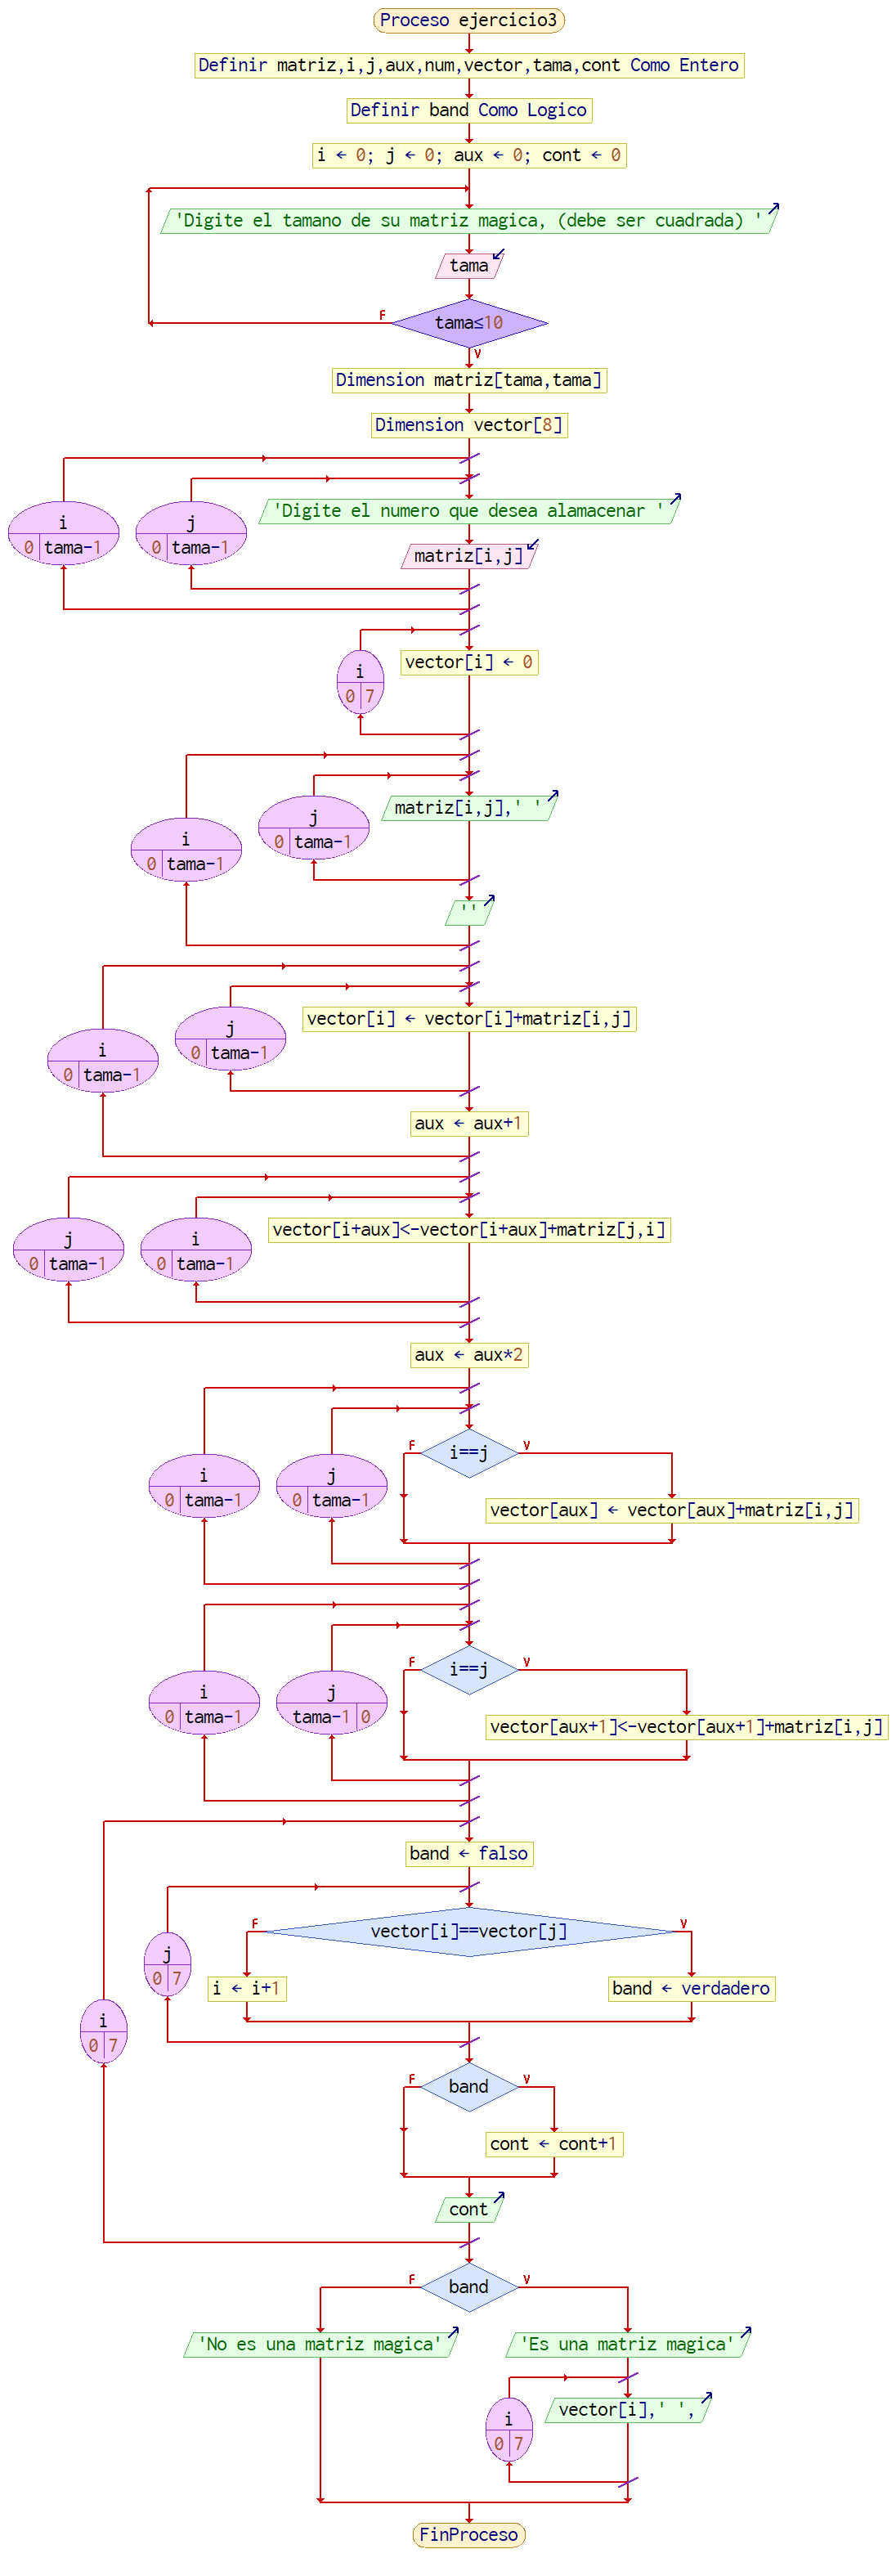 Proceso ejercicio3
Definir matriz,i,j,aux,num,vector,tama,cont Como Entero
Definir band Como Logico
i ← 0; j ← 0; aux ← 0; cont ← 0
'Digite el tamano de su matriz magica, (debe ser cuadrada) '
tama
F
tama≤10
V
Dimension matriz[tama,tama]
Dimension vector[8]
i
0 tama-1
j
0 tama-1
'Digite el numero que desea alamacenar '
matriz[i,j]
i
0 7
vector[i] ← 0
i
0 tama-1
j
0 tama-1
matriz[i,j],' '
''
i
0 tama-1
j
0 tama-1
vector[i] ← vector[i]+matriz[i,j]
aux ← aux+1
j
0 tama-1
i
0 tama-1
vector[i+aux]<-vector[i+aux]+matriz[j,i]
aux ← aux*2
i
0 tama-1
j
0 tama-1
F
i==j
V
vector[aux] ← vector[aux]+matriz[i,j]
i
0 tama-1
j
tama-1 0
F
i==j
V
vector[aux+1]<-vector[aux+1]+matriz[i,j]
band ← falso
F
vector[i]==vector[j]
V
j
0 7
i ← i+1
band ← verdadero
i
0 7
F
band
V
cont ← cont+1
cont
F
band
V
'No es una matriz magica'
'Es una matriz magica'
i
0 7
vector[i],' ',
FinProceso